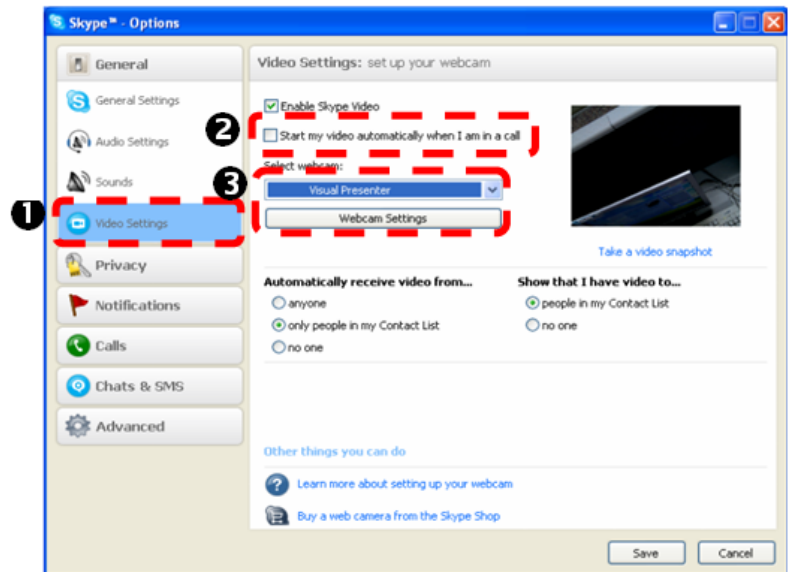 Skype™ - Options
General
General Settings
Audio Settings
Sounds
Video Settings
Privacy
Notifications
Calls
Chats & SMS
Advanced
Video Settings: set up your webcam
Enable Skype Video
2
Start my video automatically when I am in a call
Select webcam:
3
Visual Presenter
Webcam Settings
1
Take a video snapshot
Automatically receive video from...
anyone
only people in my Contact List
no one
Show that I have video to...
people in my Contact List
no one
Other things you can do
Learn more about setting up your webcam
Buy a web camera from the Skype Shop
Save
Cancel